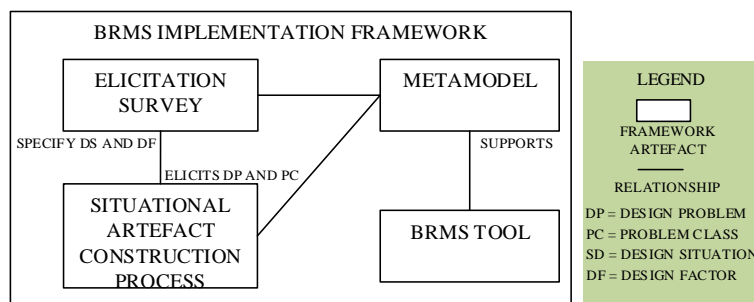 BRMS IMPLEMENTATION FRAMEWORK
ELICITATION
SURVEY
METAMODEL
SPECIFY DS AND DF
SUPPORTS
ELICITS DP AND PC
SITUATIONAL
ARTEFACT
CONSTRUCTION
PROCESS
BRMS TOOL
LEGEND
FRAMEWORK
ARTEFACT
RELATIONSHIP
DP = DESIGN PROBLEM
PC = PROBLEM CLASS
SD = DESIGN SITUATION
DF = DESIGN FACTOR